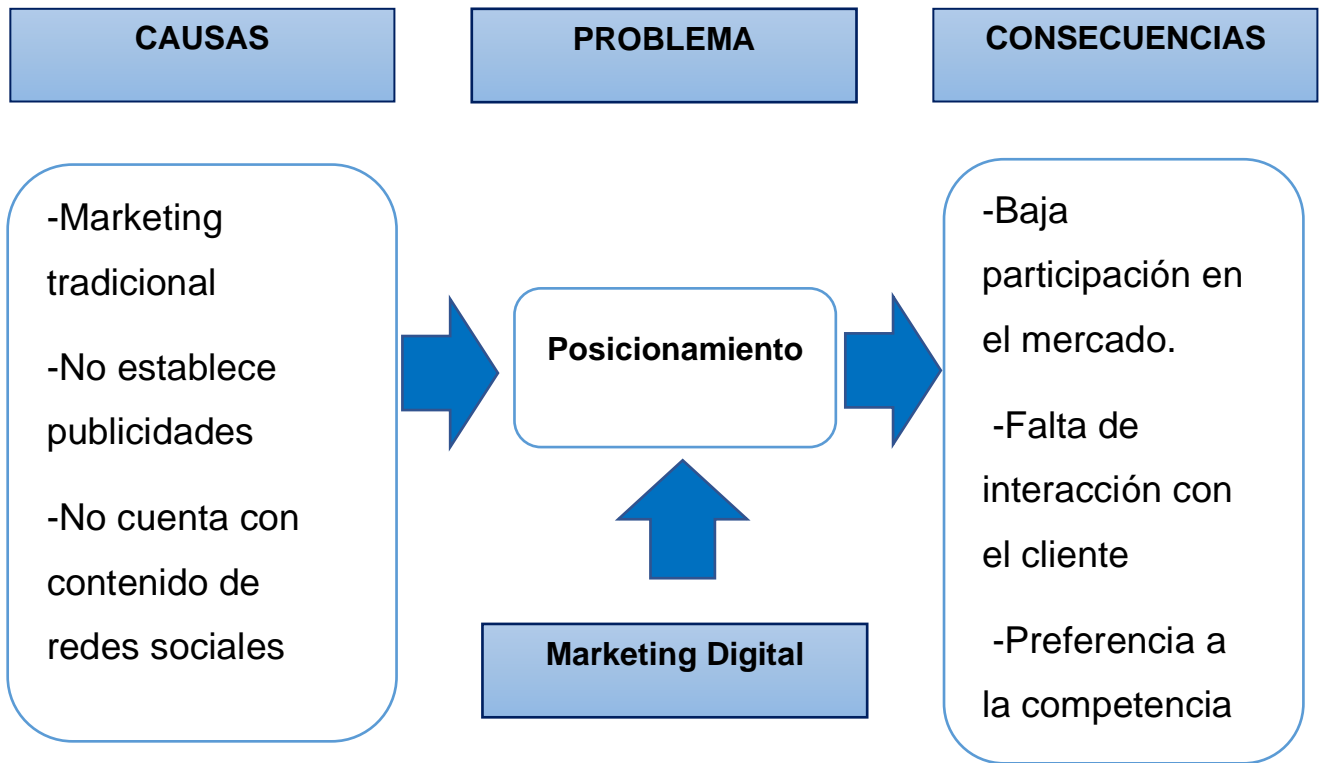 CAUSAS
PROBLEMA
CONSECUENCIAS
-Marketing
tradicional
-No establece
publicidades
-No cuenta con
contenido de
redes sociales
Posicionamiento
Marketing Digital
-Baja
participación en
el mercado.
-Falta de
interacción con
el cliente
-Preferencia a
la competencia